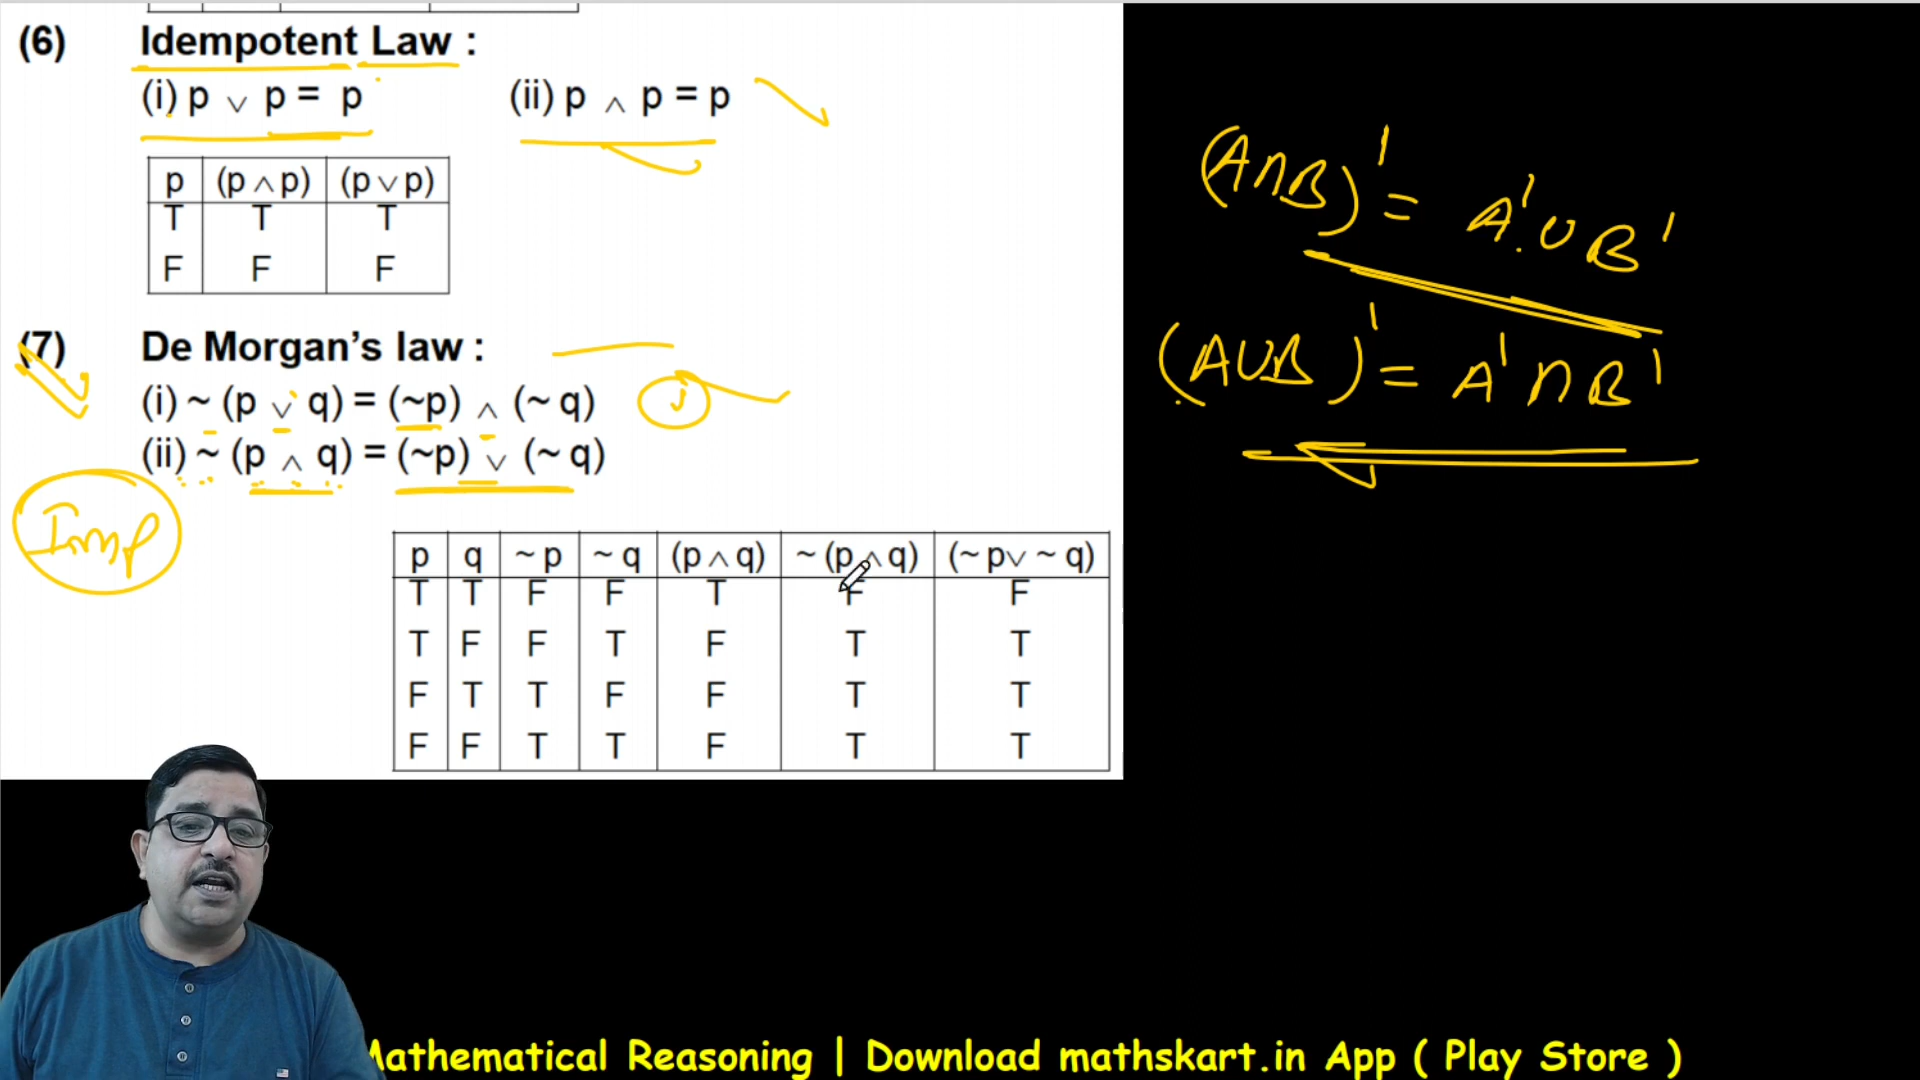 (6) Idempotent Law :
(i) p ∨ p = p (ii) p ∧ p = p
p (p ∧ p) (p ∨ p)
T T T
F F F
(7) De Morgan's law :
(i) ~ (p ∨ q) = (~p) ∧ (~ q)
(ii) ~ (p ∧ q) = (~p) ∨ (~ q)
Imp
p q ~ p ~ q (p ∧ q) ~ (p ∧ q) (~ p ∨ ~ q)
T T F F T F F
T F F T F T T
F T T F F T T
F F T T F T T
(A∩B)' = A'∪B'
(A∪B)' = A'∩B'
Mathematical Reasoning | Download mathskart.in App ( Play Store )